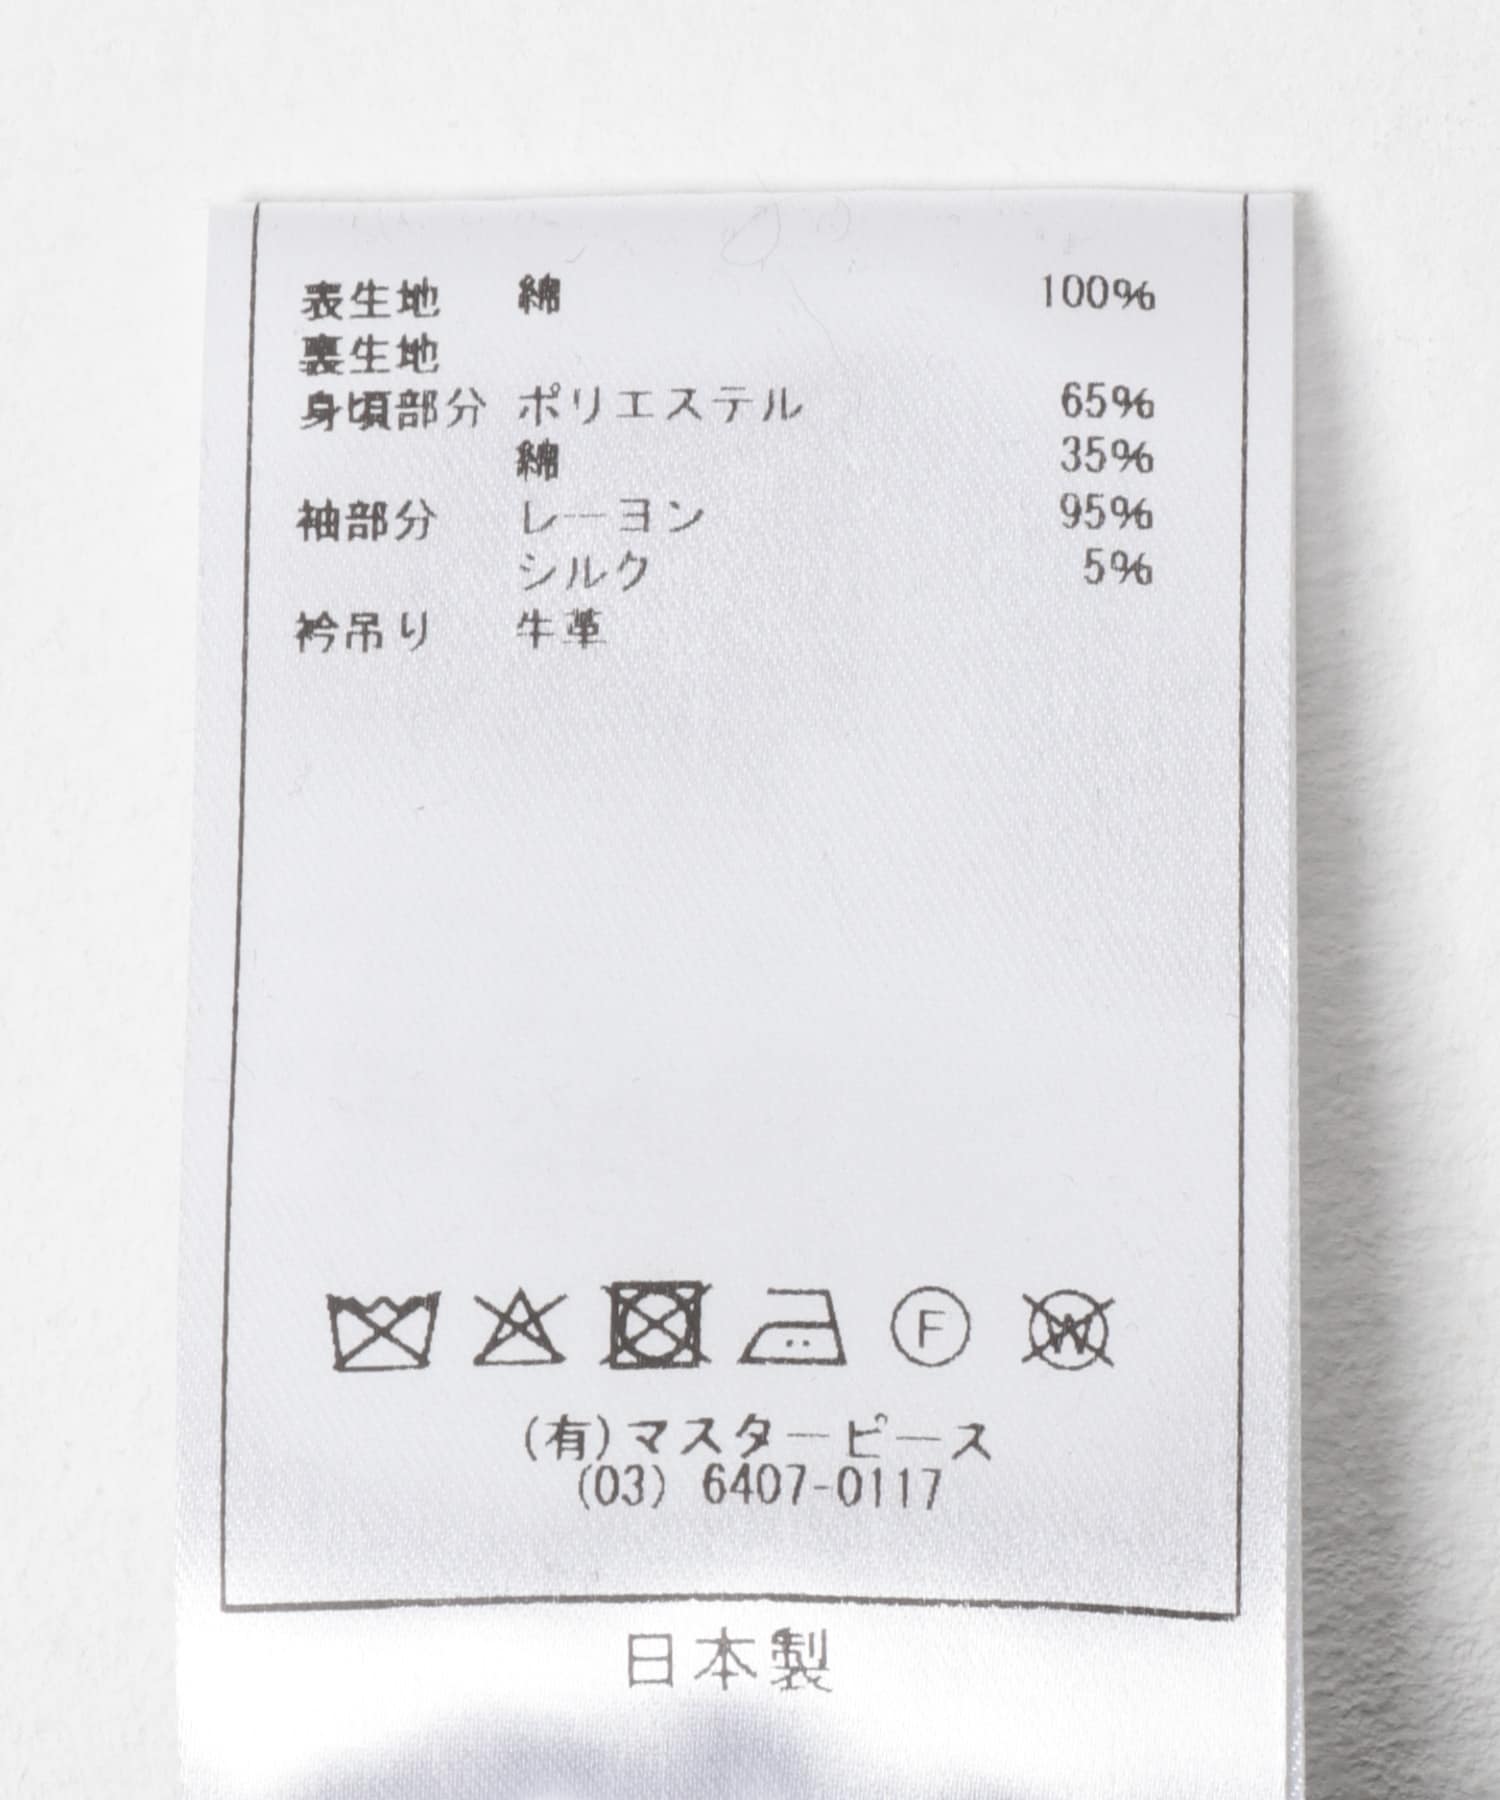 表生地 綿 100%
裏生地
身頃部分 ポリエステル 65%
綿 35%
袖部分 レーヨン 95%
シルク 5%
衿吊り 牛革
F W
(有)マスターピース
(03) 6407-0117
日本製